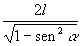 2l / √(1−sen² α)